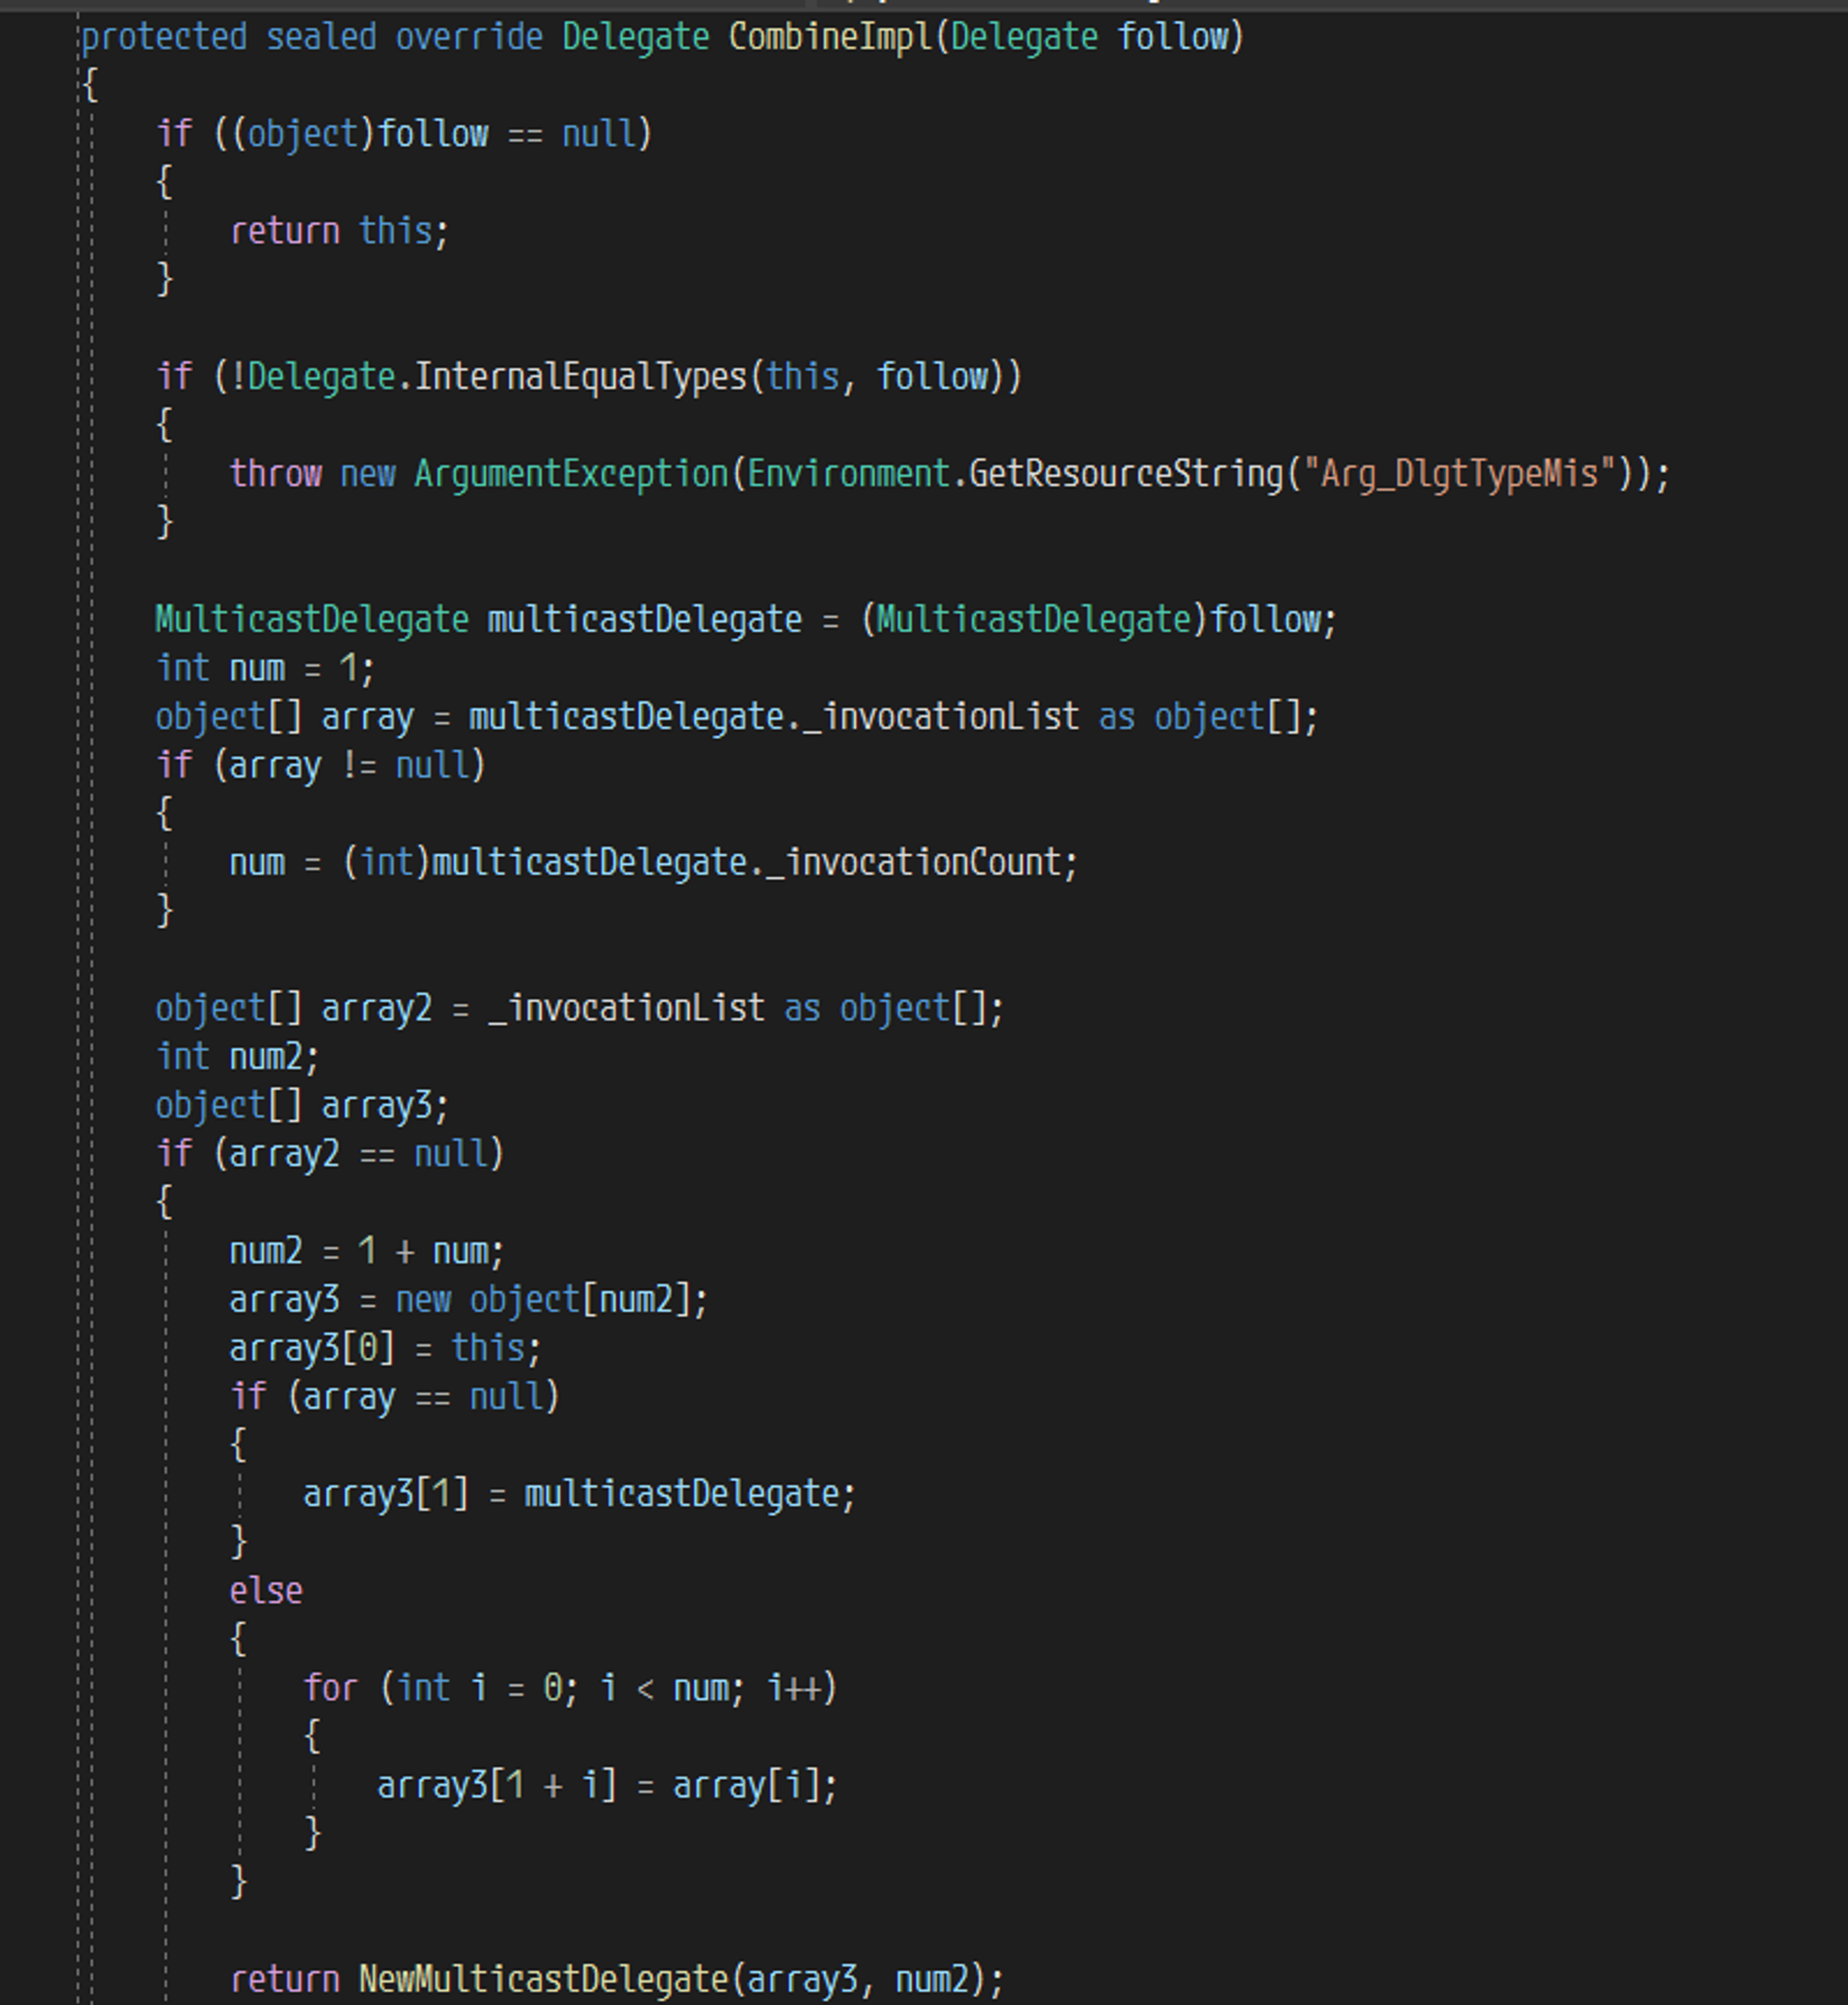 protected sealed override Delegate CombineImpl(Delegate follow)
{
    if ((object)follow == null)
    {
        return this;
    }

    if (!Delegate.InternalEqualTypes(this, follow))
    {
        throw new ArgumentException(Environment.GetResourceString("Arg_DlgtTypeMis"));
    }

    MulticastDelegate multicastDelegate = (MulticastDelegate)follow;
    int num = 1;
    object[] array = multicastDelegate._invocationList as object[];
    if (array != null)
    {
        num = (int)multicastDelegate._invocationCount;
    }

    object[] array2 = _invocationList as object[];
    int num2;
    object[] array3;
    if (array2 == null)
    {
        num2 = 1 + num;
        array3 = new object[num2];
        array3[0] = this;
        if (array == null)
        {
            array3[1] = multicastDelegate;
        }
        else
        {
            for (int i = 0; i < num; i++)
            {
                array3[1 + i] = array[i];
            }
        }

        return NewMulticastDelegate(array3, num2);